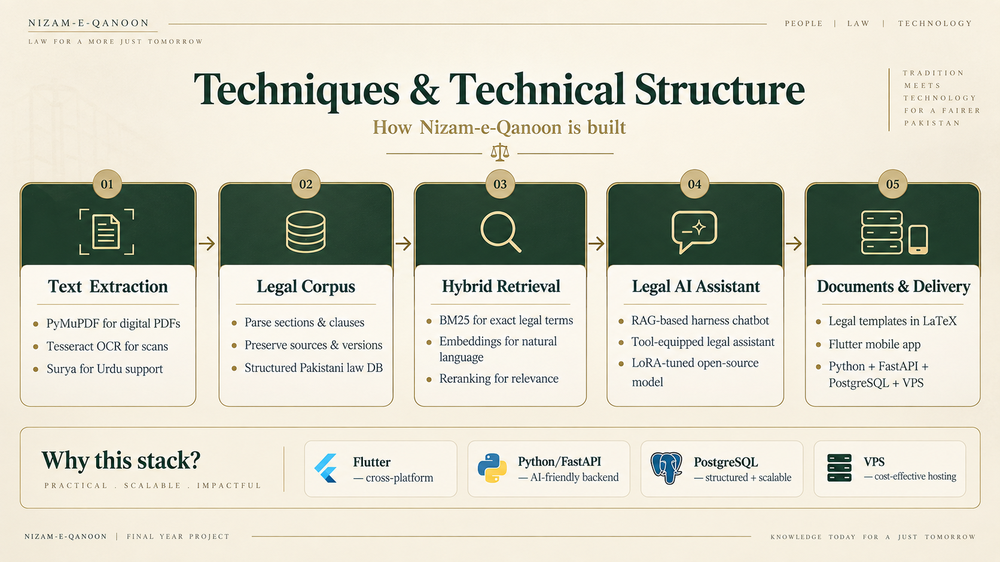 NIZAM-E-QANOON
LAW FOR A MORE JUST TOMORROW
PEOPLE | LAW | TECHNOLOGY
TRADITION
MEETS
TECHNOLOGY
FOR A FAIRER
PAKISTAN
Techniques & Technical Structure
How Nizam-e-Qanoon is built
01
Text Extraction
PyMuPDF for digital PDFs
Tesseract OCR for scans
Surya for Urdu support
02
Legal Corpus
Parse sections & clauses
Preserve sources & versions
Structured Pakistani law DB
03
Hybrid Retrieval
BM25 for exact legal terms
Embeddings for natural
language
Reranking for relevance
04
Legal AI Assistant
RAG-based harness chatbot
Tool-equipped legal assistant
LoRA-tuned open-source
model
05
Documents & Delivery
Legal templates in LaTeX
Flutter mobile app
Python + FastAPI +
PostgreSQL + VPS
Why this stack?
PRACTICAL . SCALABLE . IMPACTFUL
Flutter
— cross-platform
Python/FastAPI
— AI-friendly backend
PostgreSQL
— structured + scalable
VPS
— cost-effective hosting
NIZAM-E-QANOON | FINAL YEAR PROJECT
KNOWLEDGE TODAY FOR A JUST TOMORROW